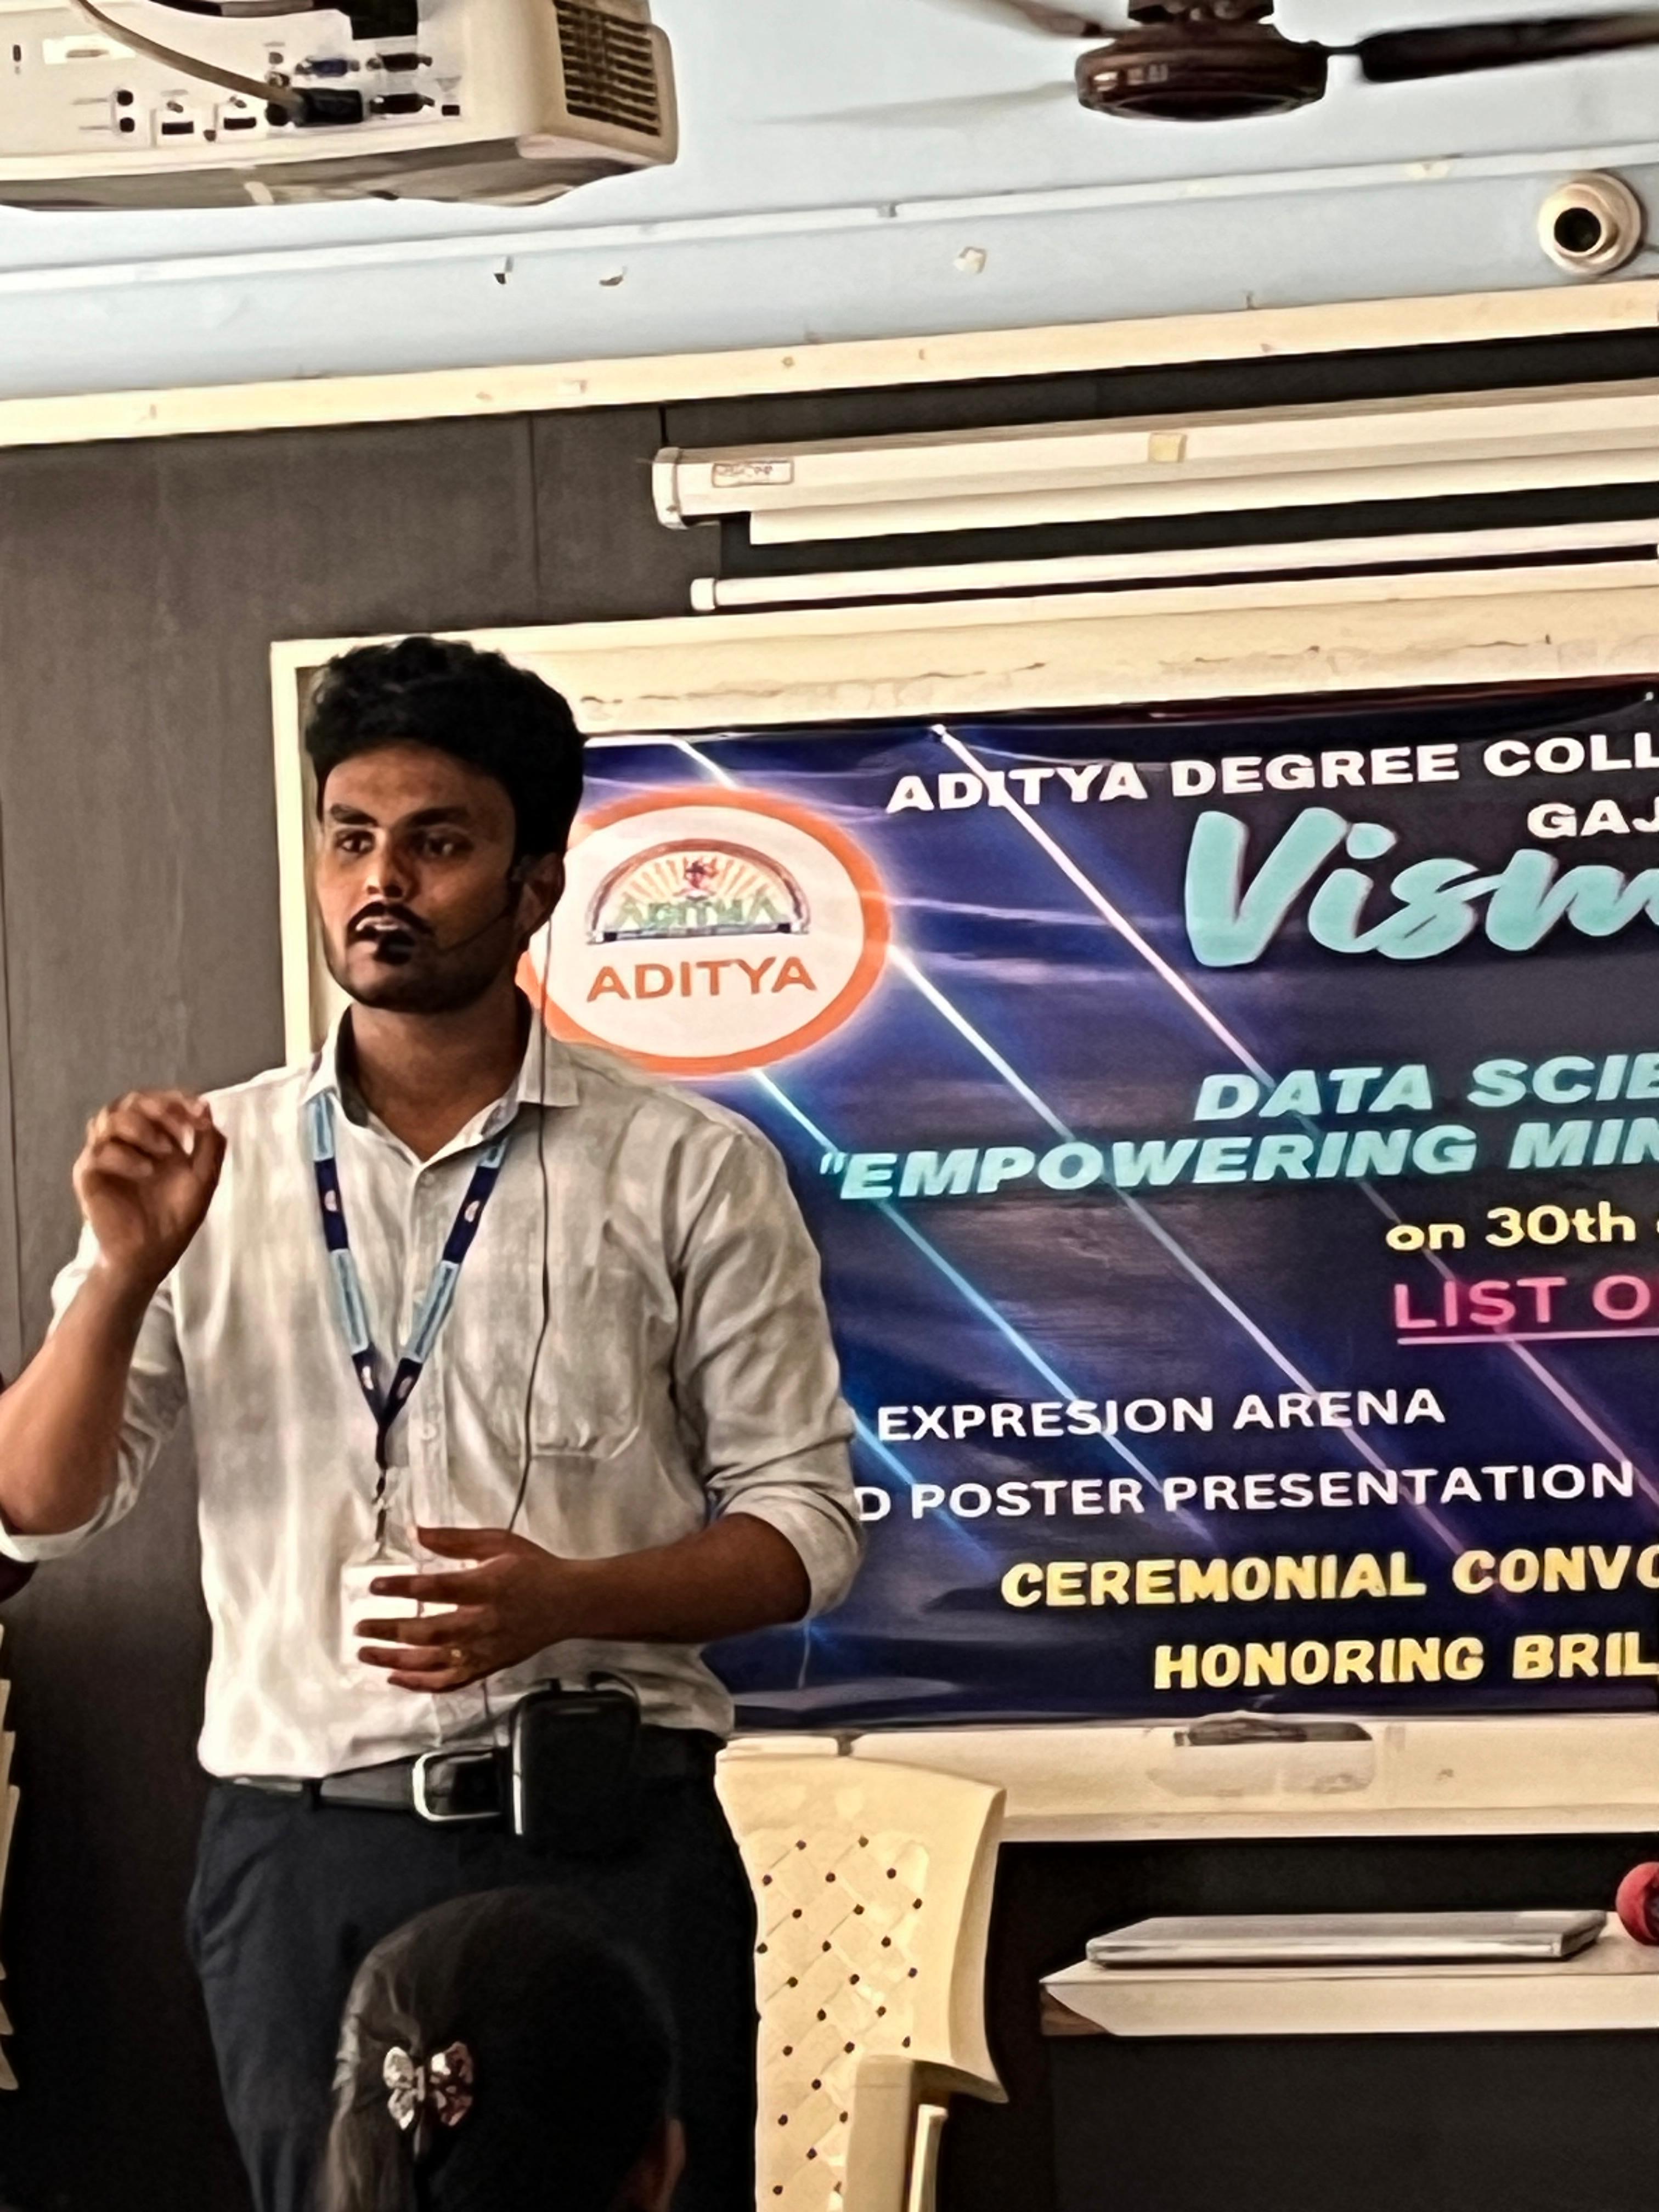 ADITYA DEGREE COLL
GAJ
Vism
ADITYA
ADITYA
DATA SCIE
"EMPOWERING MIN
on 30th
LIST O
EXPRESION ARENA
D POSTER PRESENTATION
CEREMONIAL CONVO
HONORING BRIL